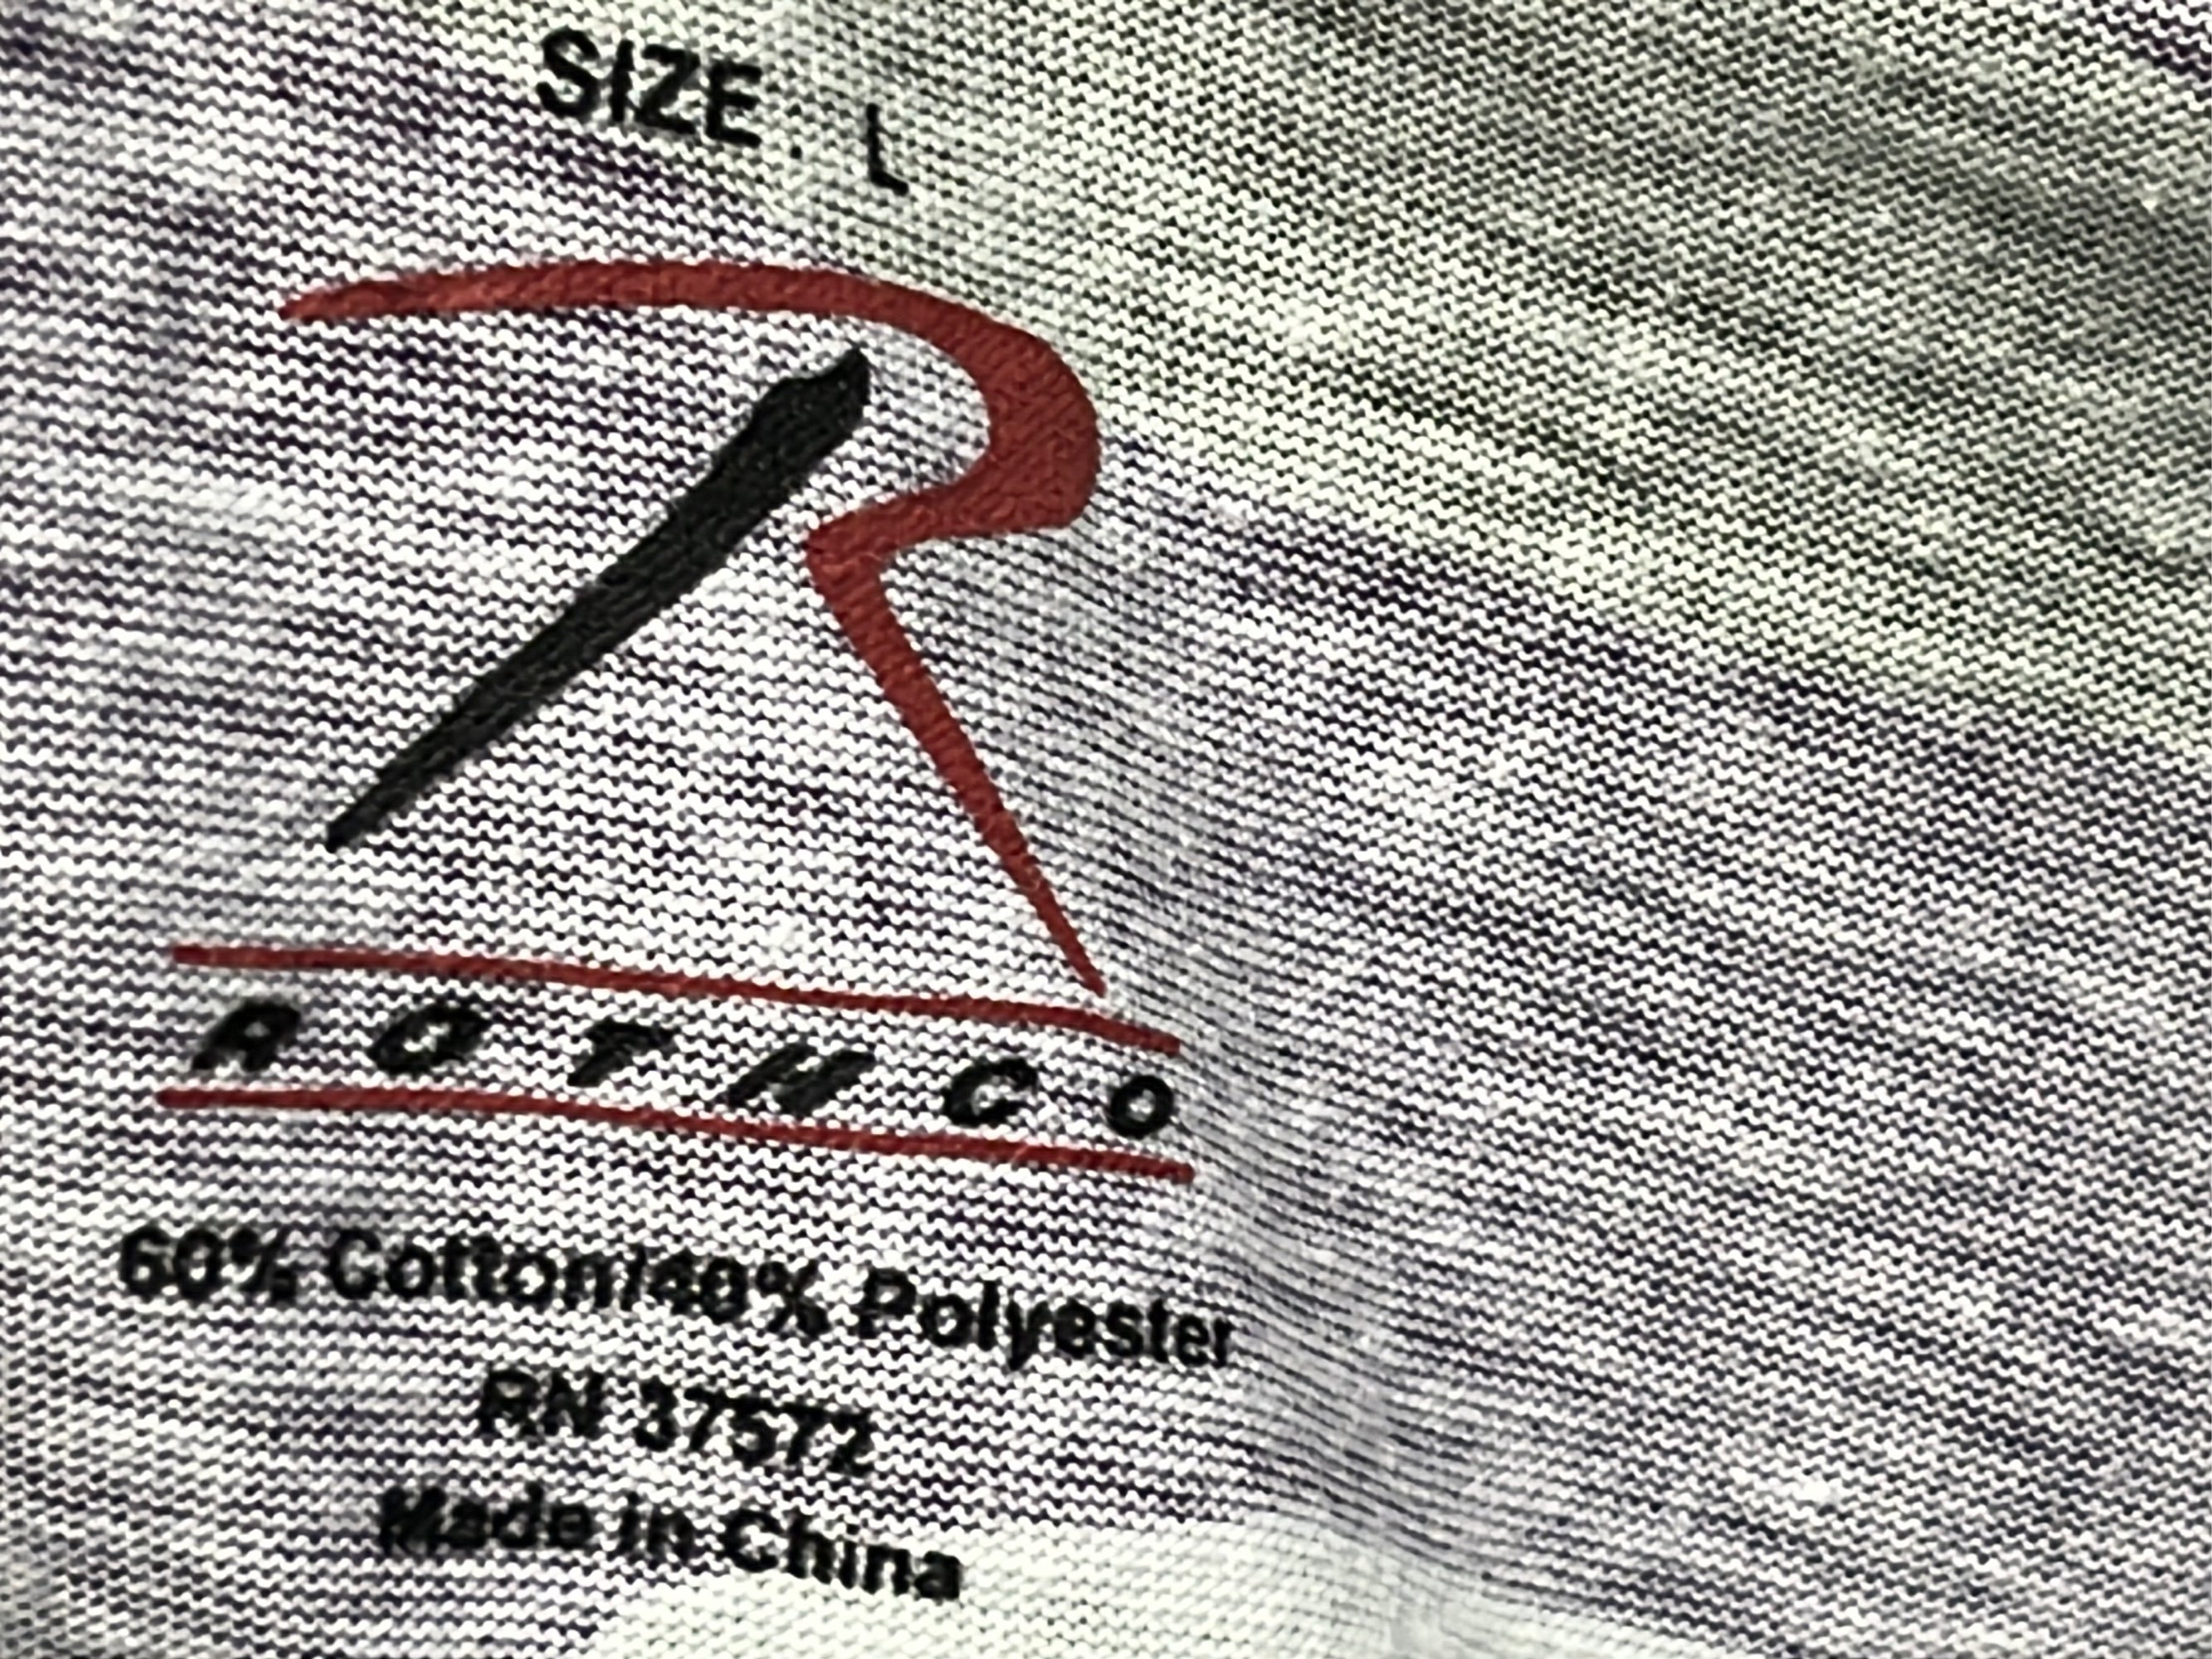 SIZE: L
R
ROTHCO
60% Cotton/40% Polyester
RN 37572
Made in China